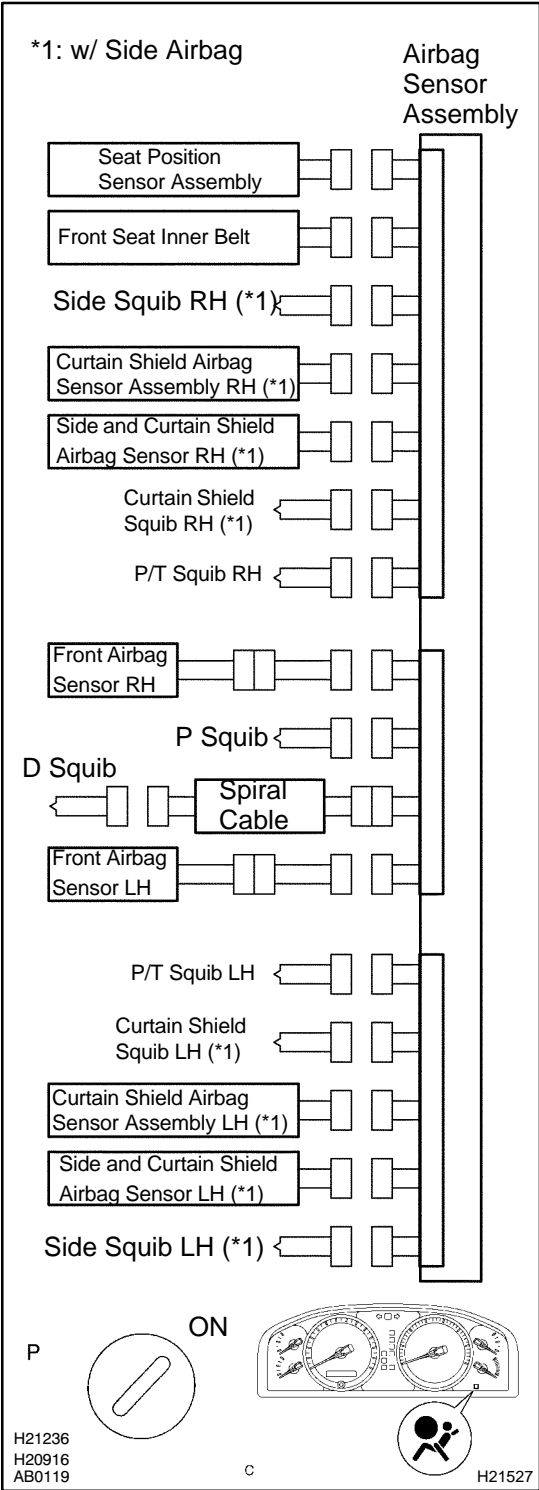 *1: w/ Side Airbag
Airbag
Sensor
Assembly
Seat Position
Sensor Assembly
Front Seat Inner Belt
Side Squib RH (*1)
Curtain Shield Airbag
Sensor Assembly RH (*1)
Side and Curtain Shield
Airbag Sensor RH (*1)
Curtain Shield
Squib RH (*1)
P/T Squib RH
Front Airbag
Sensor RH
P Squib
D Squib
Spiral
Cable
Front Airbag
Sensor LH
P/T Squib LH
Curtain Shield
Squib LH (*1)
Curtain Shield Airbag
Sensor Assembly LH (*1)
Side and Curtain Shield
Airbag Sensor LH (*1)
Side Squib LH (*1)
ON
P
H21236
H20916
AB0119
C
H21527